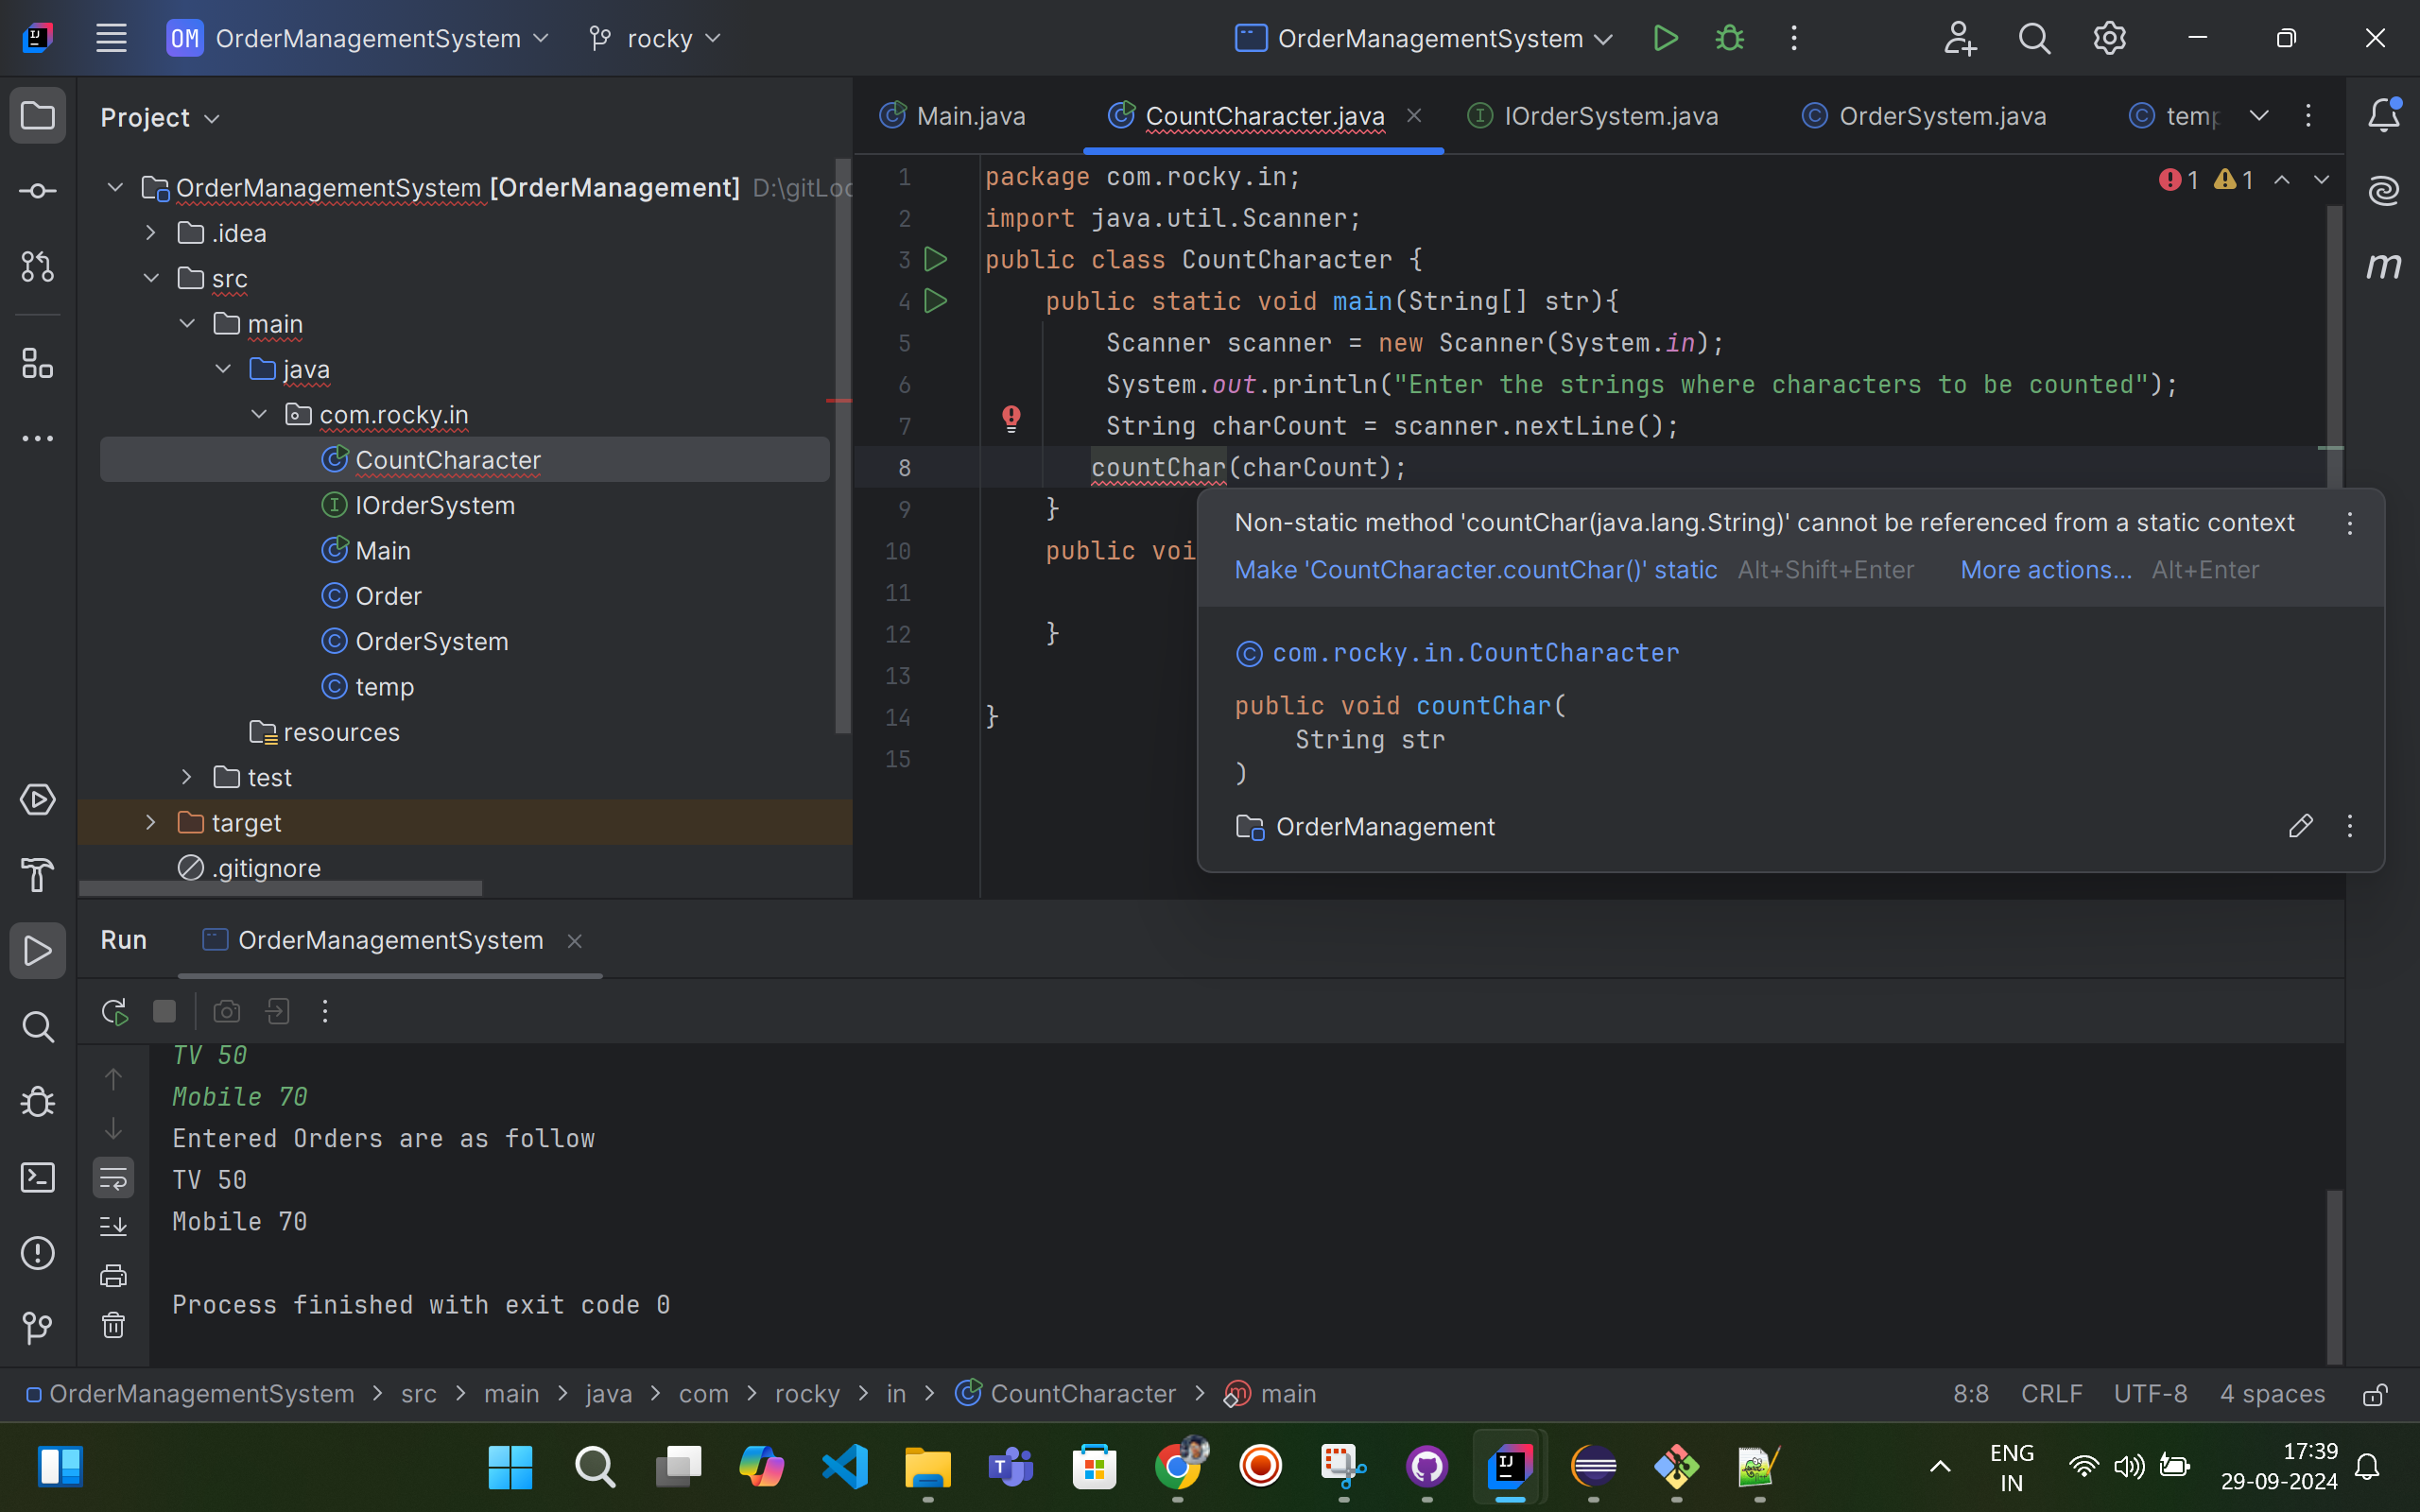 OM OrderManagementSystem rocky OrderManagementSystem
Project
Main.java CountCharacter.java IOrderSystem.java OrderSystem.java
OrderManagementSystem [OrderManagement]
.idea
src
main
java
com.rocky.in
CountCharacter
IOrderSystem
Main
Order
OrderSystem
temp
resources
test
target
.gitignore
1 package com.rocky.in; 1 1
2 import java.util.Scanner;
3 public class CountCharacter {
4 public static void main(String[] str){
5 Scanner scanner = new Scanner(System.in);
6 System.out.println("Enter the strings where characters to be counted");
7 String charCount = scanner.nextLine();
8 countChar(charCount);
9 }
10 public
11
12 }
13
14 }
15
Non-static method 'countChar(java.lang.String)' cannot be referenced from a static context
Make 'CountCharacter.countChar()' static Alt+Shift+Enter More actions... Alt+Enter
com.rocky.in.CountCharacter
public void countChar(
String str
)
OrderManagement
Run OrderManagementSystem
TV 50
Mobile 70
Entered Orders are as follow
TV 50
Mobile 70
Process finished with exit code 0
OrderManagementSystem > src > main > java > com > rocky > in > CountCharacter > main 8:8 CRLF UTF-8 4 spaces
ENG
IN
17:39
29-09-2024